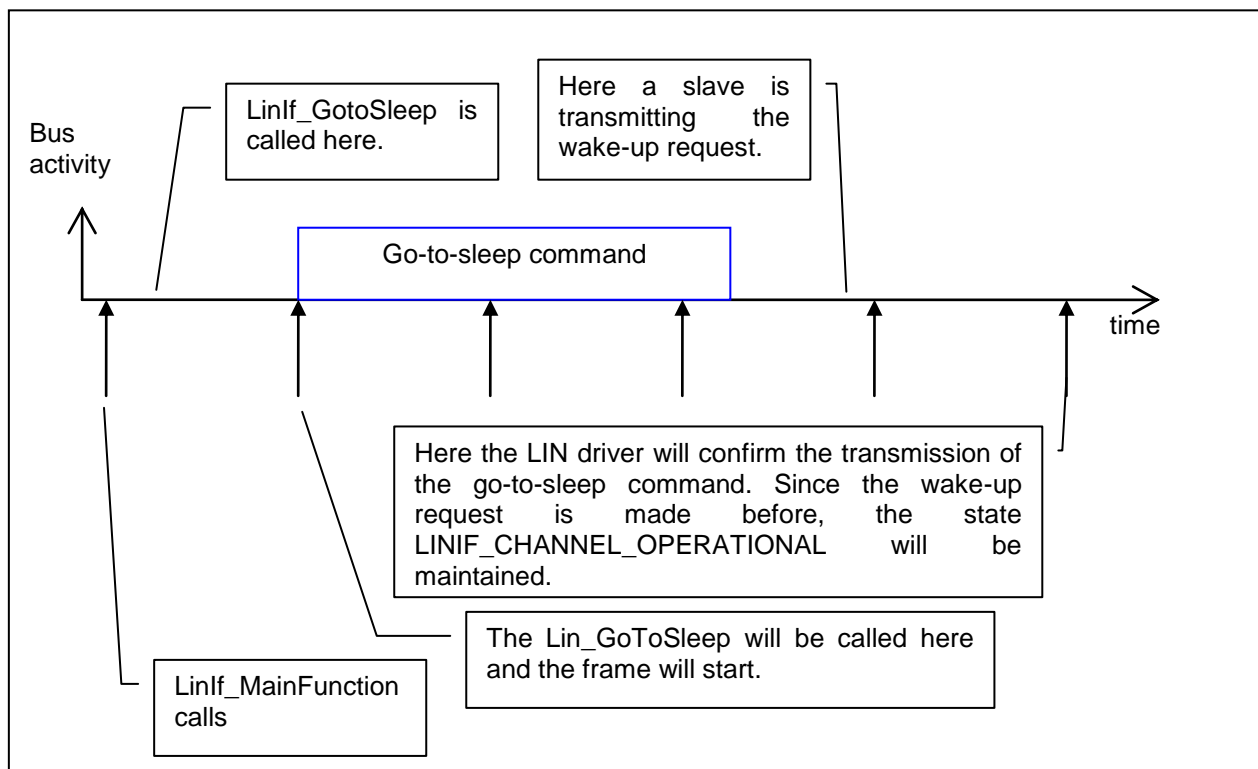 LinIf_GotoSleep is
called here.
Here a slave is
transmitting the
wake-up request.
Bus
activity
Go-to-sleep command
time
Here the LIN driver will confirm the transmission of
the go-to-sleep command. Since the wake-up
request is made before, the state
LINIF_CHANNEL_OPERATIONAL will be
maintained.
The Lin_GoToSleep will be called here
and the frame will start.
LinIf_MainFunction
calls